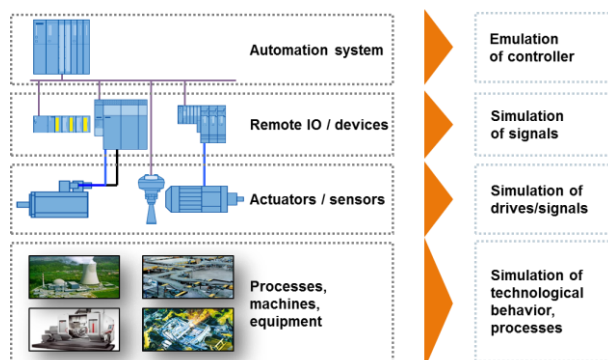 Automation system
Emulation
of controller
Remote IO / devices
Simulation
of signals
Actuators / sensors
Simulation of
drives/signals
Processes,
machines,
equipment
Simulation of
technological
behavior,
processes